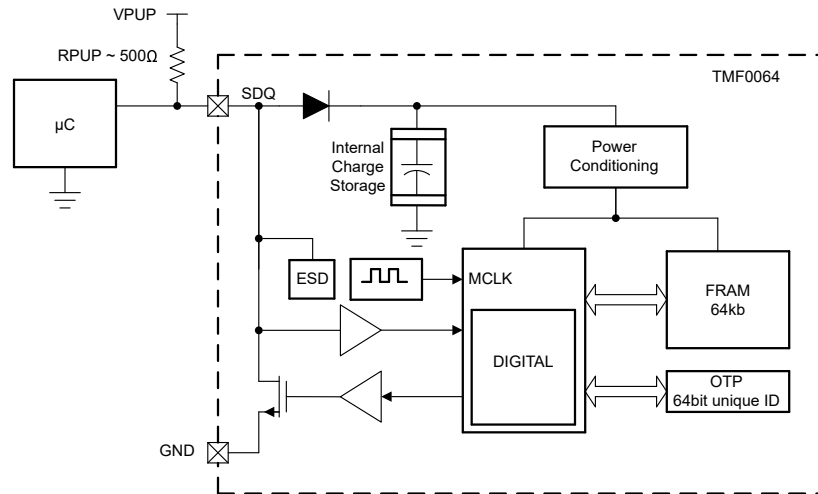 VPUP
RPUP ~ 500Ω
TMF0064
SDQ
µC
Internal
Charge
Storage
Power
Conditioning
ESD
MCLK
FRAM
64kb
DIGITAL
OTP
64bit unique ID
GND